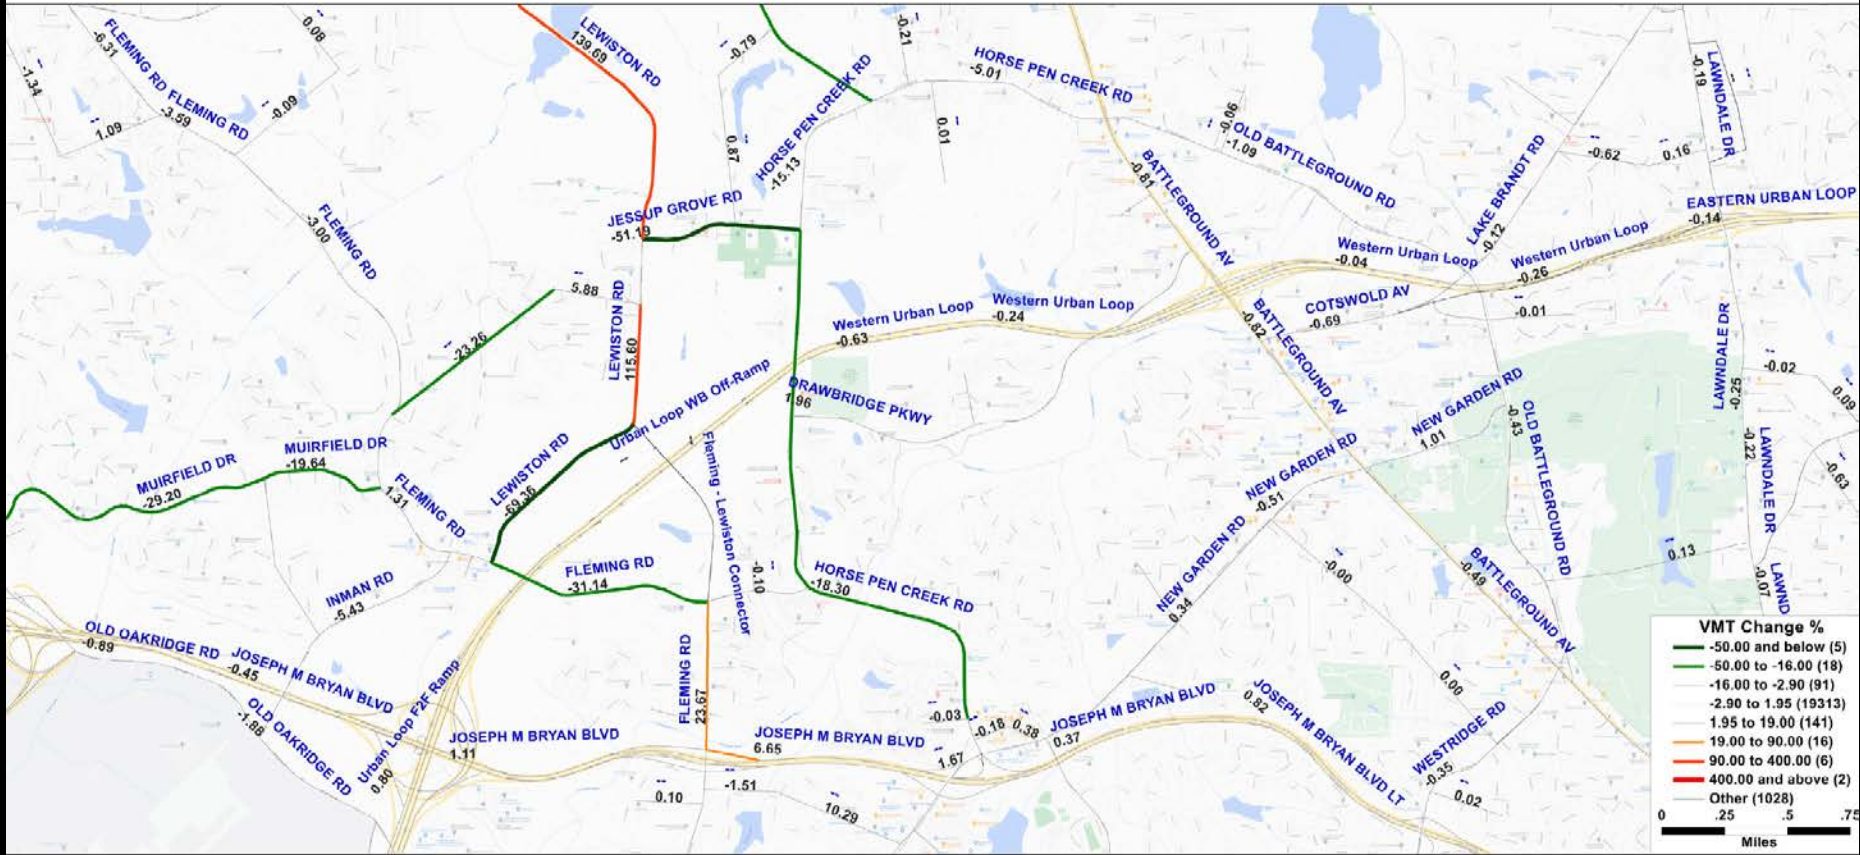 LEWISTON RD
139.69
0.08
FLEMING RD
-6.31
-1.34
FLEMING RD
-3.59
-0.09
1.09
-0.79
-0.21
HORSE PEN CREEK RD
-5.01
HORSE PEN CREEK RD
-15.13
0.87
0.01
-0.06
OLD BATTLEGROUND RD
-1.09
LAWNDALE DR
-0.19
-0.62
0.16
LAKE BRANDT RD
-0.12
BATTLEGROUND AV
-0.81
EASTERN URBAN LOOP
-0.14
FLEMING RD
-3.00
JESSUP GROVE RD
-51.19
Western Urban Loop
-0.04
Western Urban Loop
-0.26
5.88
-23.26
LEWISTON RD
115.60
Western Urban Loop
-0.63
Western Urban Loop
-0.24
COTSWOLD AV
-0.69
-0.01
BATTLEGROUND AV
-0.82
LAWNDALE DR
-0.25
-0.02
0.09
Urban Loop WB Off-Ramp
DRAWBRIDGE PKWY
1.96
NEW GARDEN RD
1.01
OLD BATTLEGROUND RD
-0.43
MUIRFIELD DR
-19.64
MUIRFIELD DR
-29.20
FLEMING RD
1.31
LEWISTON RD
-69.36
Fleming - Lewiston Connector
NEW GARDEN RD
-0.51
LAWNDALE DR
-0.22
-0.63
FLEMING RD
-31.14
-0.10
HORSE PEN CREEK RD
-18.30
NEW GARDEN RD
0.34
-0.00
BATTLEGROUND AV
-0.49
0.13
LAWND
-0.07
INMAN RD
-5.43
OLD OAKRIDGE RD
-0.89
JOSEPH M BRYAN BLVD
-0.45
OLD OAKRIDGE RD
-1.88
Urban Loop F2F Ramp
0.80
JOSEPH M BRYAN BLVD
1.11
FLEMING RD
23.67
JOSEPH M BRYAN BLVD
6.65
-0.03
-0.18
0.38
JOSEPH M BRYAN BLVD
0.37
0.82
JOSEPH M BRYAN BLVD LT
0.00
WESTRIDGE RD
-0.35
0.02
1.67
0.10
-1.51
10.29
VMT Change %
-50.00 and below (5)
-50.00 to -16.00 (18)
-16.00 to -2.90 (91)
-2.90 to 1.95 (19313)
1.95 to 19.00 (141)
19.00 to 90.00 (16)
90.00 to 400.00 (6)
400.00 and above (2)
Other (1028)
0 .25 .5 .75
Miles